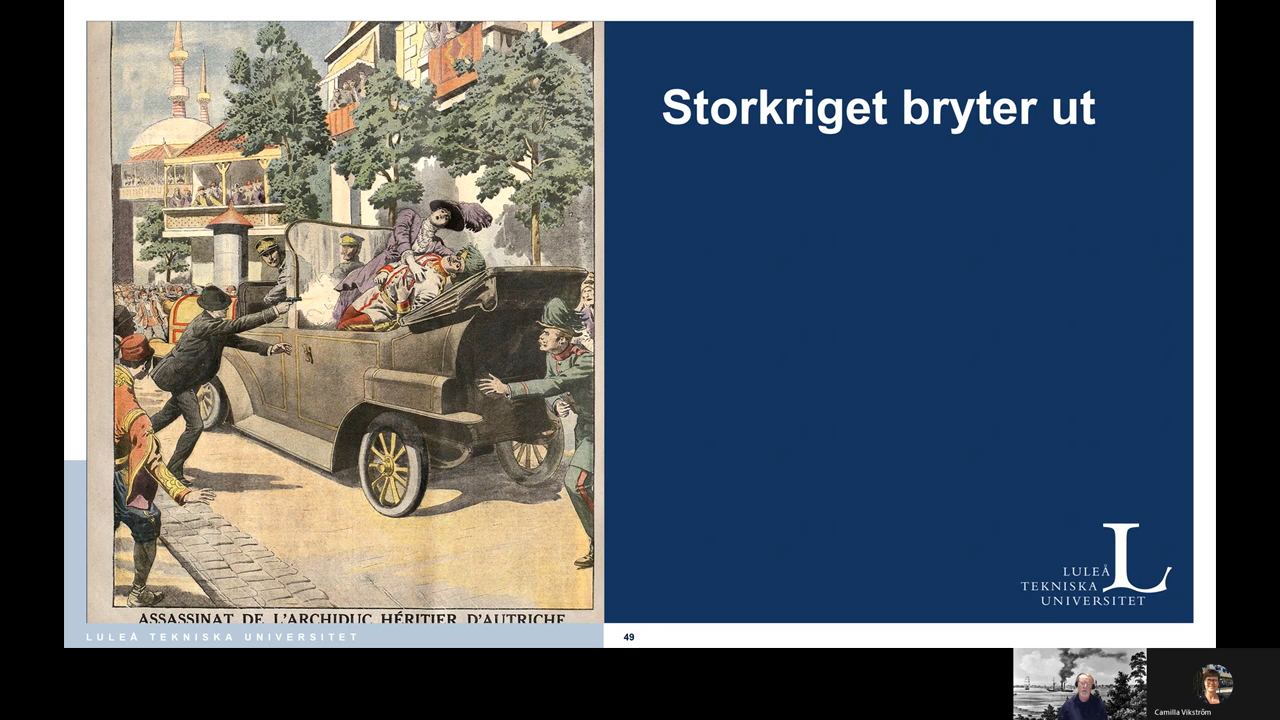 Storkriget bryter ut
ASSASSINAT DE L'ARCHIDUC HÉRITIER D'AUTRICHE
LULEÅ
TEKNISKA
UNIVERSITET
L
LULEÅ TEKNISKA UNIVERSITET
49
Camilla Vikström